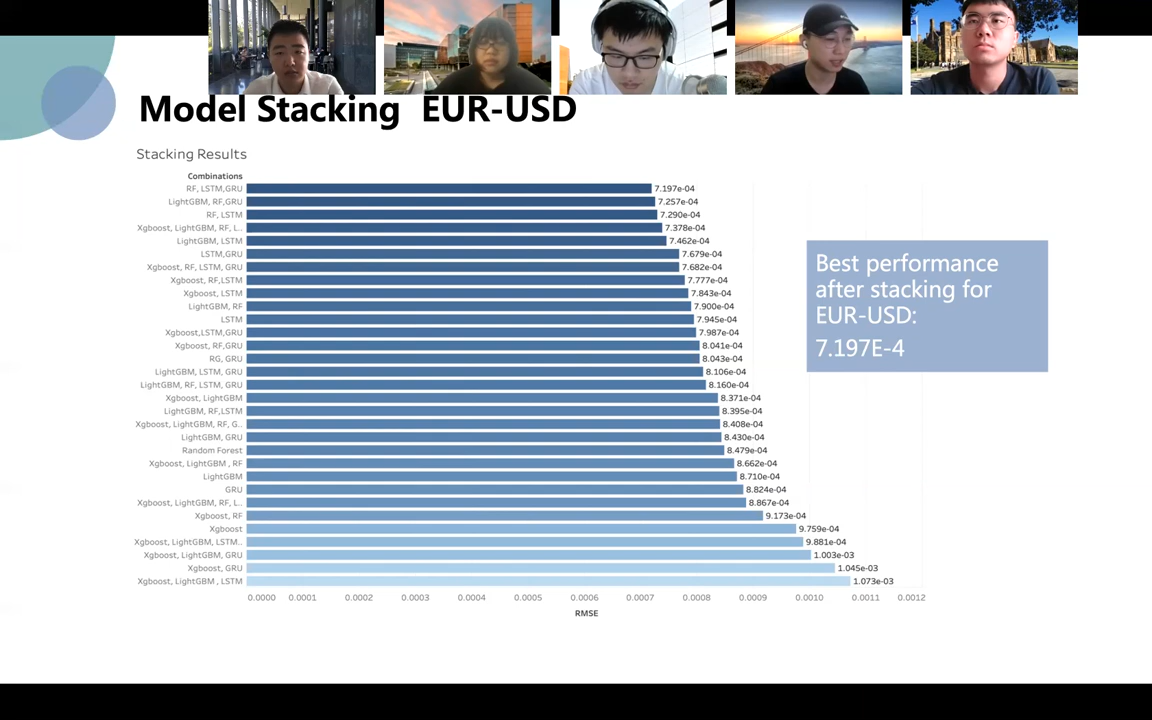 Model Stacking  EUR-USD
Stacking Results
Combinations
RF, LSTM,GRU 7.197e-04
LightGBM, RF,GRU 7.257e-04
RF, LSTM 7.290e-04
Xgboost, LightGBM, RF, L.. 7.378e-04
LightGBM, LSTM 7.462e-04
LSTM,GRU 7.679e-04
Xgboost, RF, LSTM, GRU 7.682e-04
Xgboost, RF,LSTM 7.777e-04
Xgboost, LSTM 7.843e-04
LightGBM, RF 7.900e-04
LSTM 7.945e-04
Xgboost,LSTM,GRU 7.987e-04
Xgboost, RF,GRU 8.041e-04
RG, GRU 8.043e-04
LightGBM, LSTM, GRU 8.106e-04
LightGBM, RF, LSTM, GRU 8.160e-04
Xgboost, LightGBM 8.371e-04
LightGBM, RF,LSTM 8.395e-04
Xgboost, LightGBM, RF, G.. 8.408e-04
LightGBM, GRU 8.430e-04
Random Forest 8.479e-04
Xgboost, LightGBM , RF 8.662e-04
LightGBM 8.710e-04
GRU 8.824e-04
Xgboost, LightGBM, RF, L.. 8.867e-04
Xgboost, RF 9.173e-04
Xgboost 9.759e-04
Xgboost, LightGBM, LSTM.. 9.881e-04
Xgboost, LightGBM, GRU 1.003e-03
Xgboost, GRU 1.045e-03
Xgboost, LightGBM , LSTM 1.073e-03
0.0000 0.0001 0.0002 0.0003 0.0004 0.0005 0.0006 0.0007 0.0008 0.0009 0.0010 0.0011 0.0012
RMSE
Best performance
after stacking for
EUR-USD:
7.197E-4